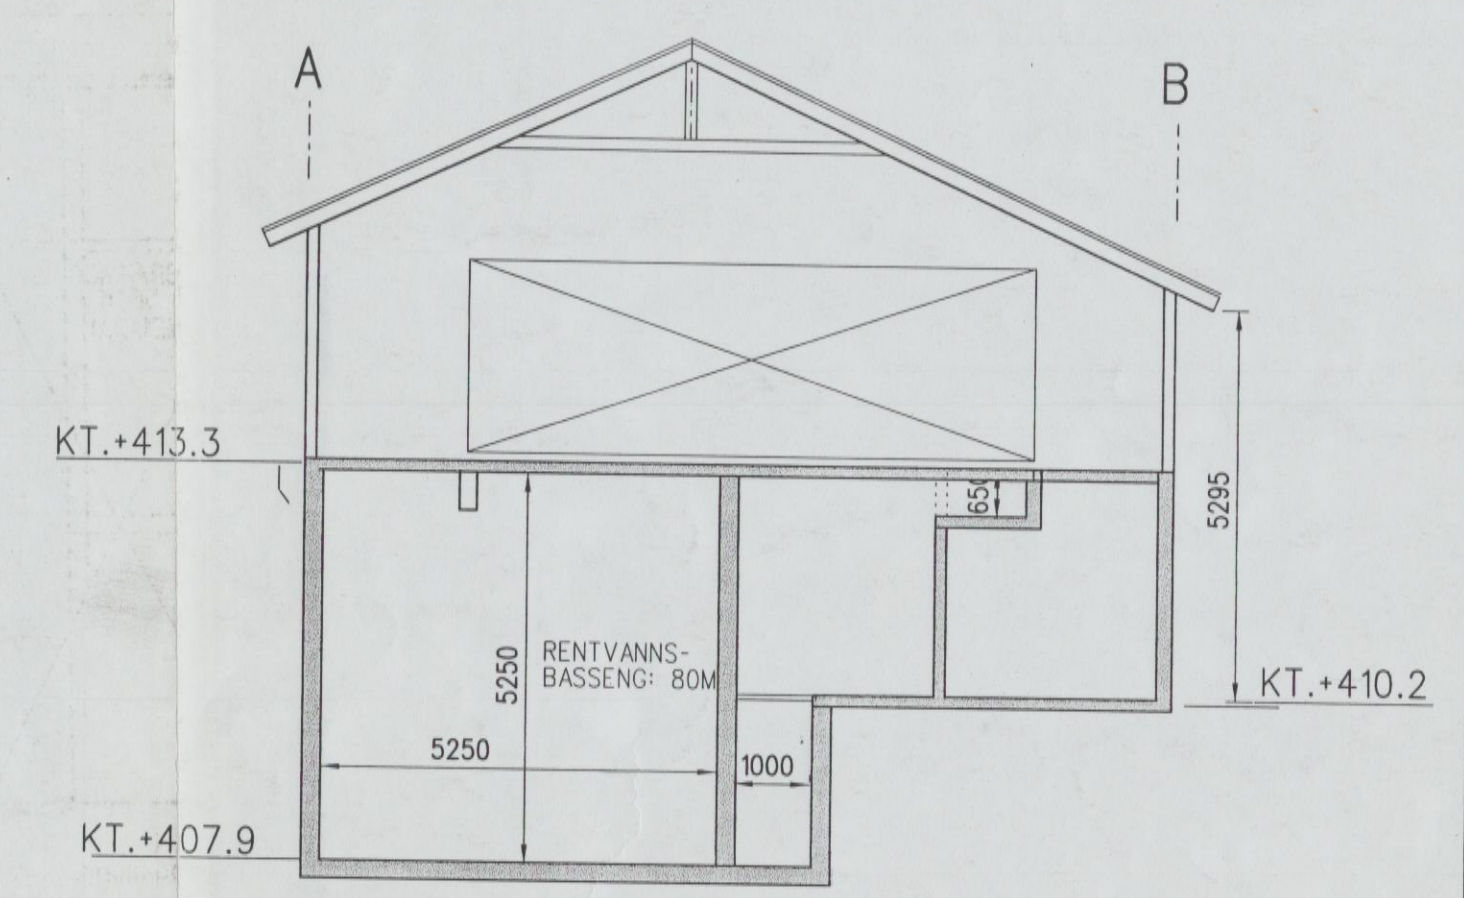 A
B
KT.+413.3
650
5295
RENTVANNS-
BASSENG: 80M
5250
KT.+410.2
5250
1000
KT.+407.9